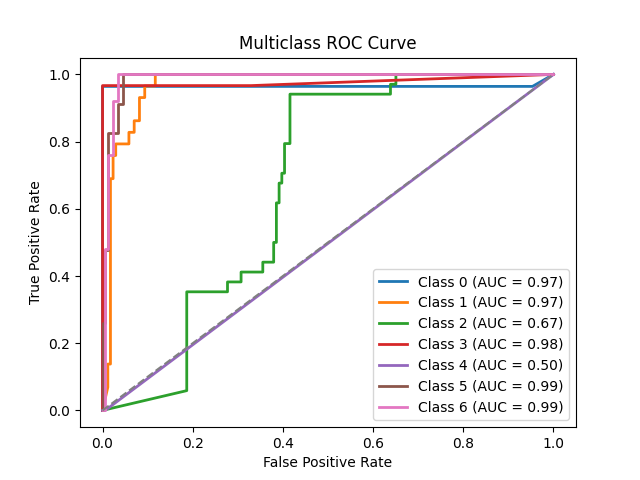 Multiclass ROC Curve
True Positive Rate
1.0
0.8
0.6
0.4
0.2
0.0
Class 0 (AUC = 0.97)
Class 1 (AUC = 0.97)
Class 2 (AUC = 0.67)
Class 3 (AUC = 0.98)
Class 4 (AUC = 0.50)
Class 5 (AUC = 0.99)
Class 6 (AUC = 0.99)
0.0 0.2 0.4 0.6 0.8 1.0
False Positive Rate